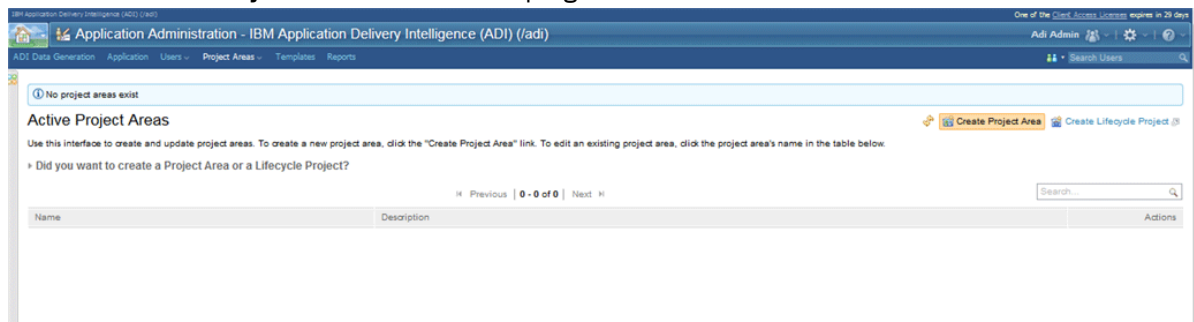 IBM Application Delivery Intelligence (ADI) (/adi) One of the Client Access Licenses expires in 29 days
Application Administration - IBM Application Delivery Intelligence (ADI) (/adi) Adi Admin
ADI Data Generation Application Users Project Areas Templates Reports Search Users
No project areas exist
Active Project Areas Create Project Area Create Lifecycle Project
Use this interface to create and update project areas. To create a new project area, click the "Create Project Area" link. To edit an existing project area, click the project area's name in the table below.
Did you want to create a Project Area or a Lifecycle Project?
Previous | 0 - 0 of 0 | Next Search...
Name Description Actions